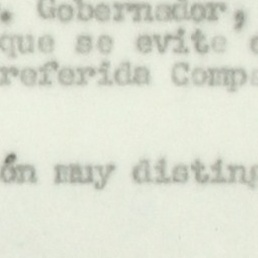 . Gobernador,
que se evite
referida Comp
ón muy disting